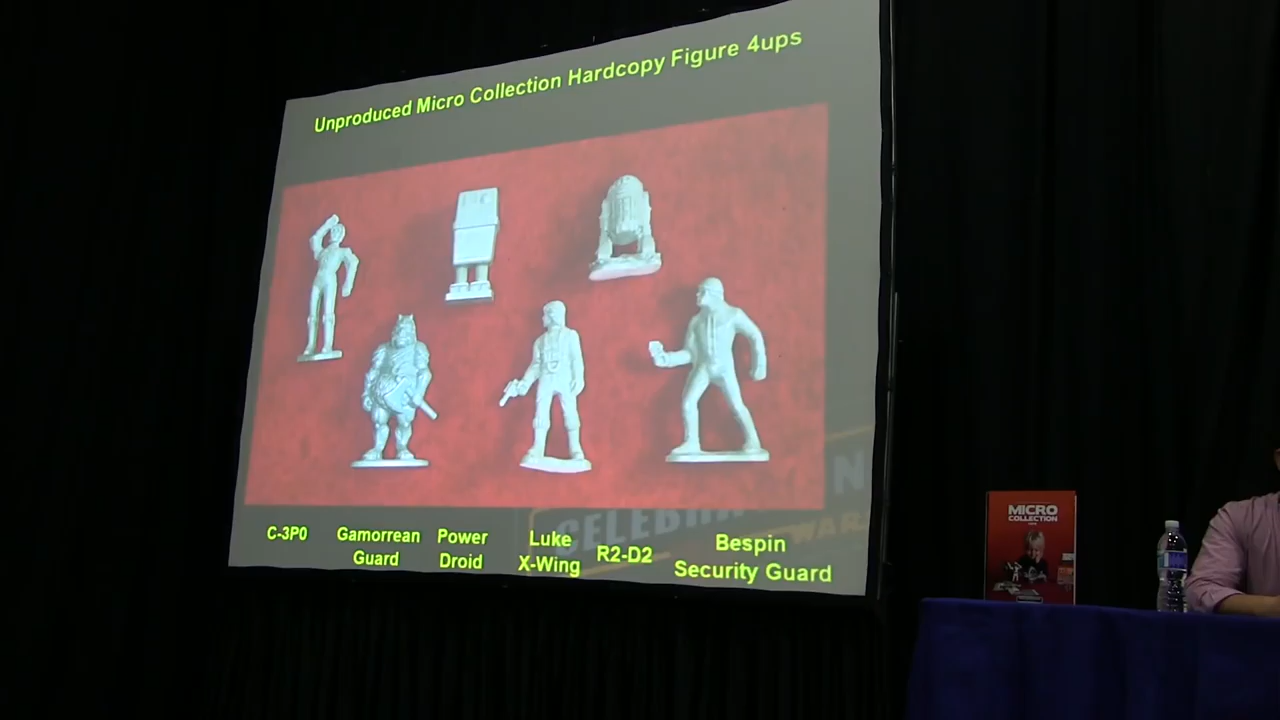 Unproduced Micro Collection Hardcopy Figure 4ups
C-3P0
Gamorrean
Guard
Power
Droid
Luke
X-Wing
R2-D2
Bespin
Security Guard
MICRO
COLLECTION